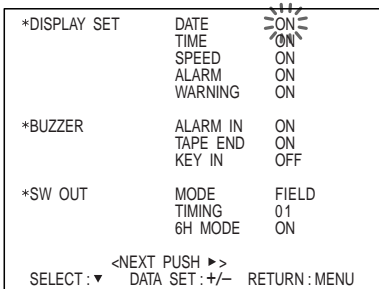 *DISPLAY SET DATE ON
TIME ON
SPEED ON
ALARM ON
WARNING ON
*BUZZER ALARM IN ON
TAPE END ON
KEY IN OFF
*SW OUT MODE FIELD
TIMING 01
6H MODE ON
<NEXT PUSH ►>
SELECT : ▼ DATA SET : +/− RETURN : MENU